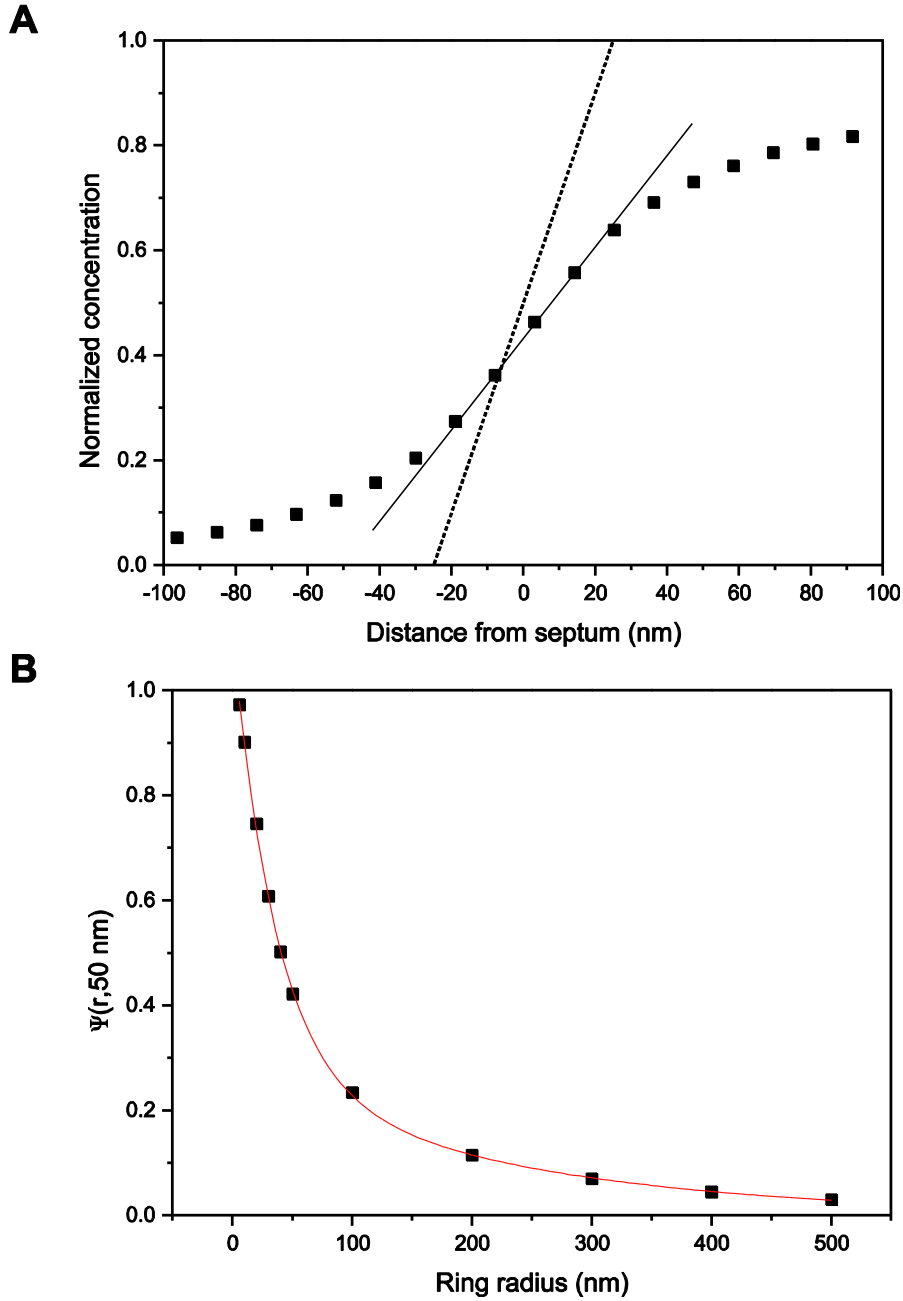 A
1.0
0.8
0.6
0.4
0.2
0.0
Normalized concentration
-100 -80 -60 -40 -20 0 20 40 60 80 100
Distance from septum (nm)
B
1.0
0.8
0.6
0.4
0.2
0.0
Ψ(r,50 nm)
0 100 200 300 400 500
Ring radius (nm)